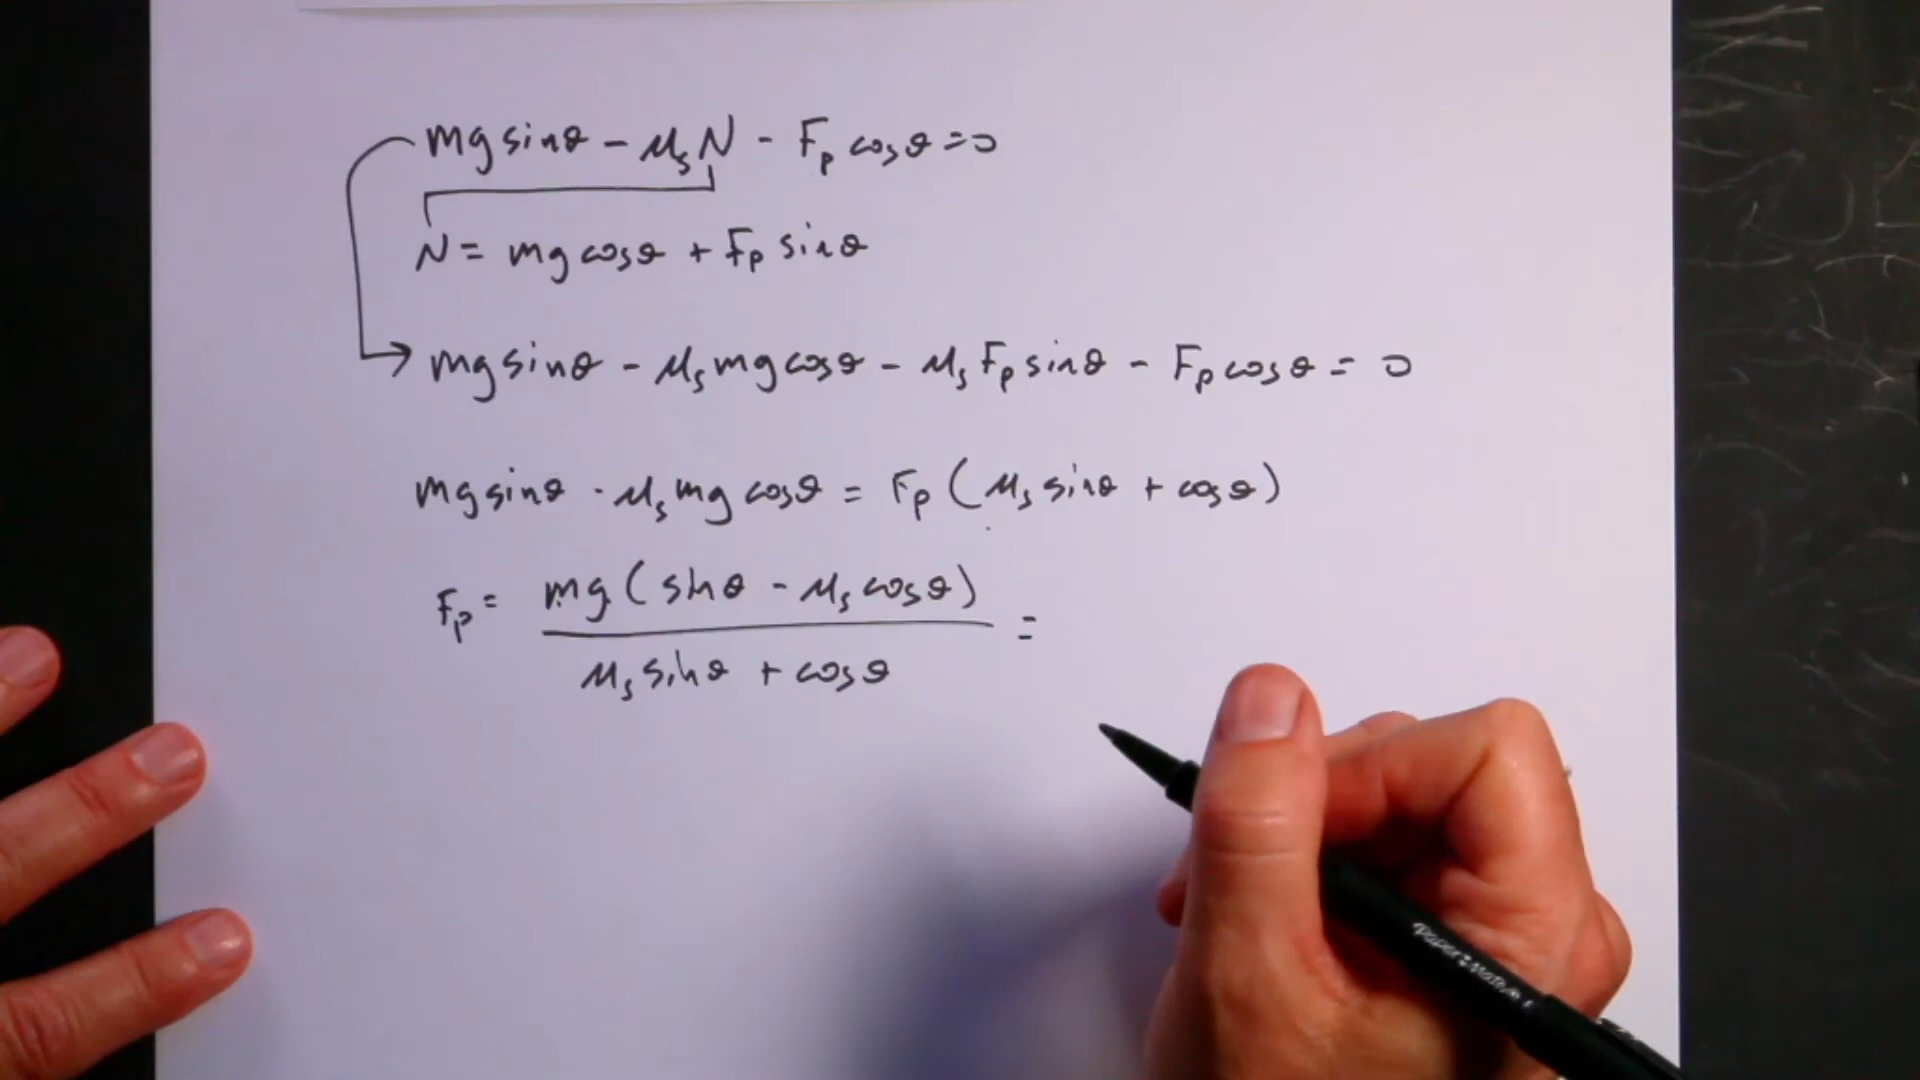 mg sinθ - μₛN - Fₚ cosθ = 0
N = mg cosθ + Fₚ sinθ
mg sinθ - μₛ mg cosθ - μₛ Fₚ sinθ - Fₚ cosθ = 0
mg sinθ - μₛ mg cosθ = Fₚ (μₛ sinθ + cosθ)
Fₚ = mg (sinθ - μₛ cosθ) / μₛ sinθ + cosθ =
Paper:Mate